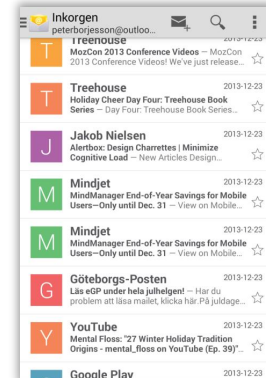 Inkorgen
peterborjesson@outloo...
T Treehouse 2013-12-23
MozCon 2013 Conference Videos — MozCon
2013 Conference Videos! We've just release...
T Treehouse 2013-12-23
Holiday Cheer Day Four: Treehouse Book
Series — Day Four: Treehouse Book Series...
J Jakob Nielsen 2013-12-23
Alertbox: Design Charrettes | Minimize
Cognitive Load — New Articles Design...
M Mindjet 2013-12-23
MindManager End-of-Year Savings for Mobile
Users—Only until Dec. 31 — View on Mobile...
M Mindjet 2013-12-23
MindManager End-of-Year Savings for Mobile
Users—Only until Dec. 31 — View on Mobile...
G Göteborgs-Posten 2013-12-23
Läs eGP under hela julhelgen! — Har du
problem att läsa mailet, klicka här.På juldage...
Y YouTube 2013-12-23
Mental Floss: "27 Winter Holiday Tradition
Origins - mental_floss on YouTube (Ep. 39)"...
Google Play 2013-12-23